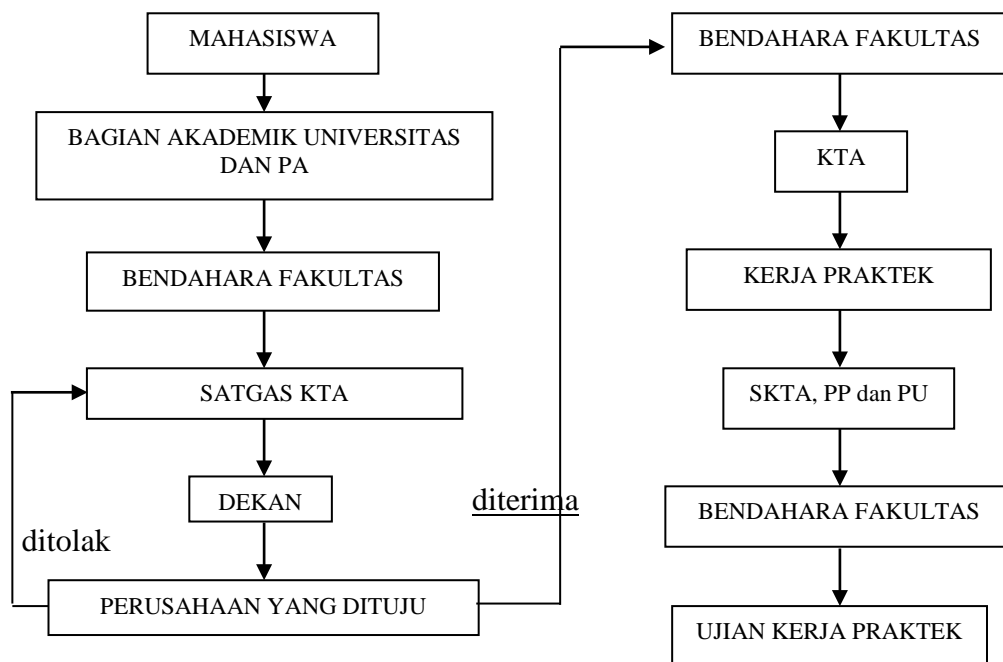 MAHASISWA
BAGIAN AKADEMIK UNIVERSITAS
DAN PA
BENDAHARA FAKULTAS
SATGAS KTA
DEKAN
ditolak
PERUSAHAAN YANG DITUJU
diterima
BENDAHARA FAKULTAS
KTA
KERJA PRAKTEK
SKTA, PP dan PU
BENDAHARA FAKULTAS
UJIAN KERJA PRAKTEK